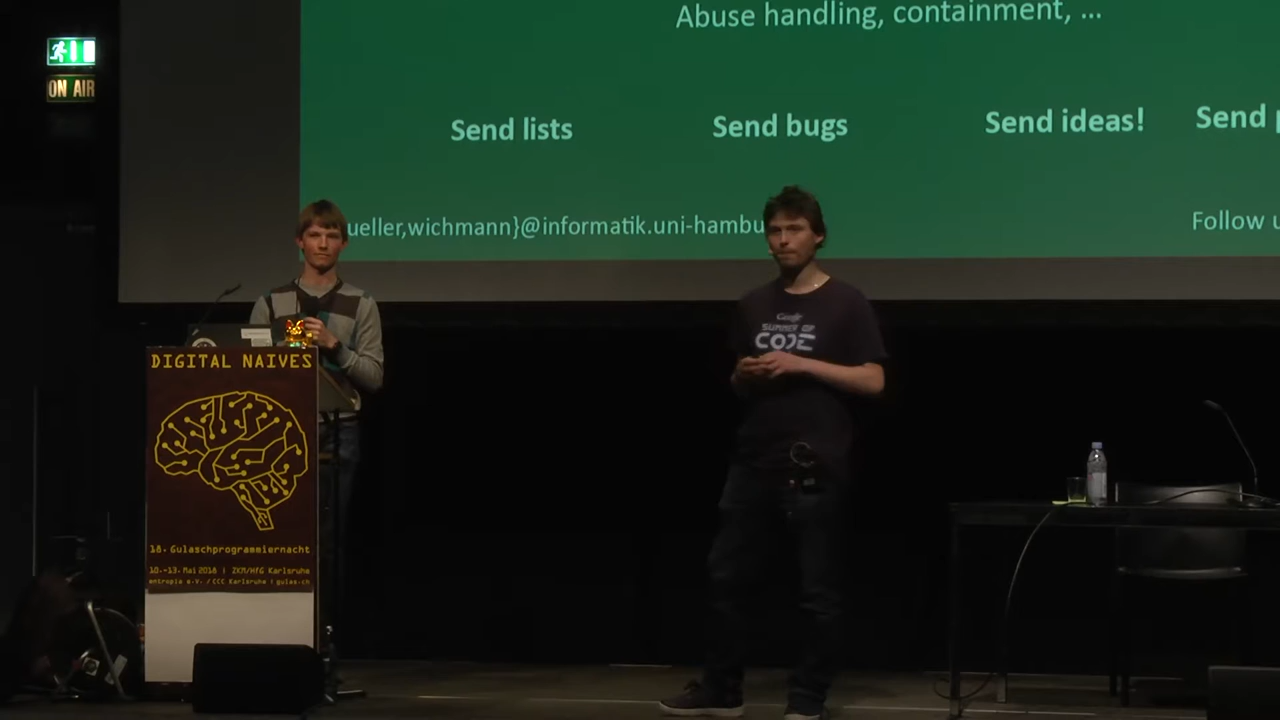 Abuse handling, containment, ...
Send lists
Send bugs
Send ideas!
Send
ueller,wichmann}@informatik.uni-hambu
Follow u
ON AIR
Google
SUMMER OF
CODE
DIGITAL NAIVES
18. Gulaschprogrammiernacht
10.-13. Mai 2018 | ZKM/HfG Karlsruhe
entropia e.V. / CCC Karlsruhe | gulas.ch